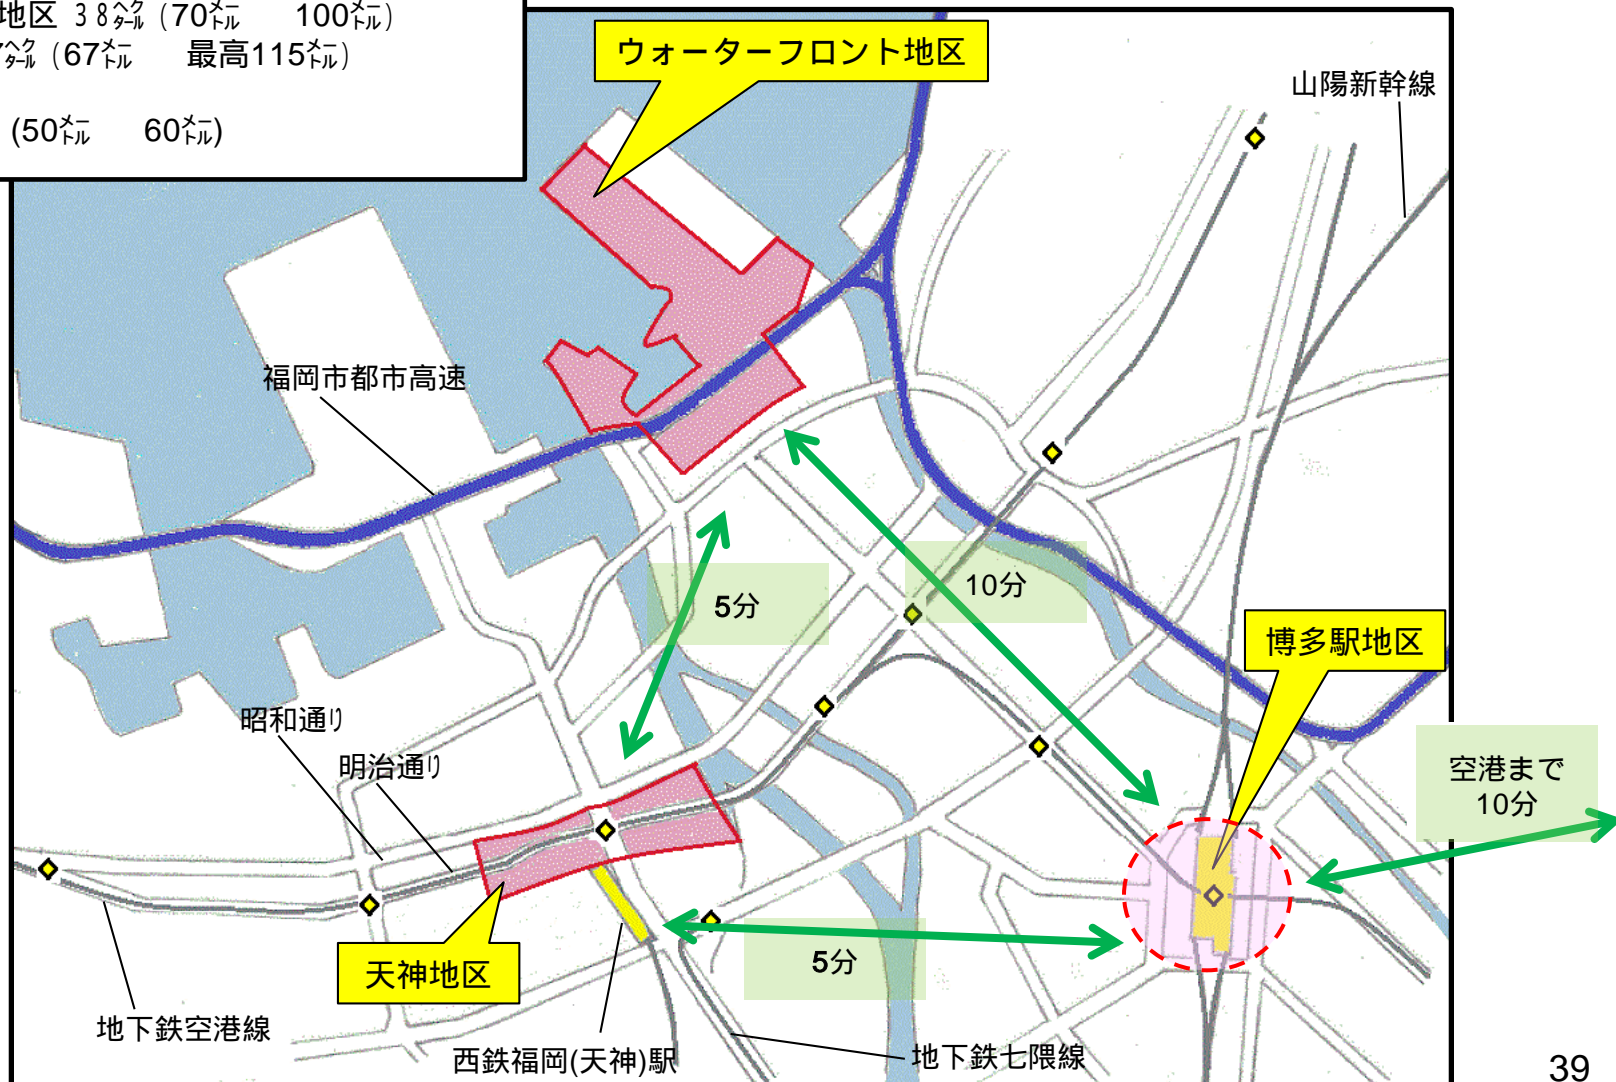 地区 38㌶ (70㍍ 100㍍)
㌶ (67㍍ 最高115㍍)
(50㍍ 60㍍)
ウォーターフロント地区
山陽新幹線
福岡市都市高速
5分
10分
博多駅地区
昭和通り
明治通り
空港まで
10分
天神地区
5分
地下鉄空港線
西鉄福岡(天神)駅
地下鉄七隈線
39